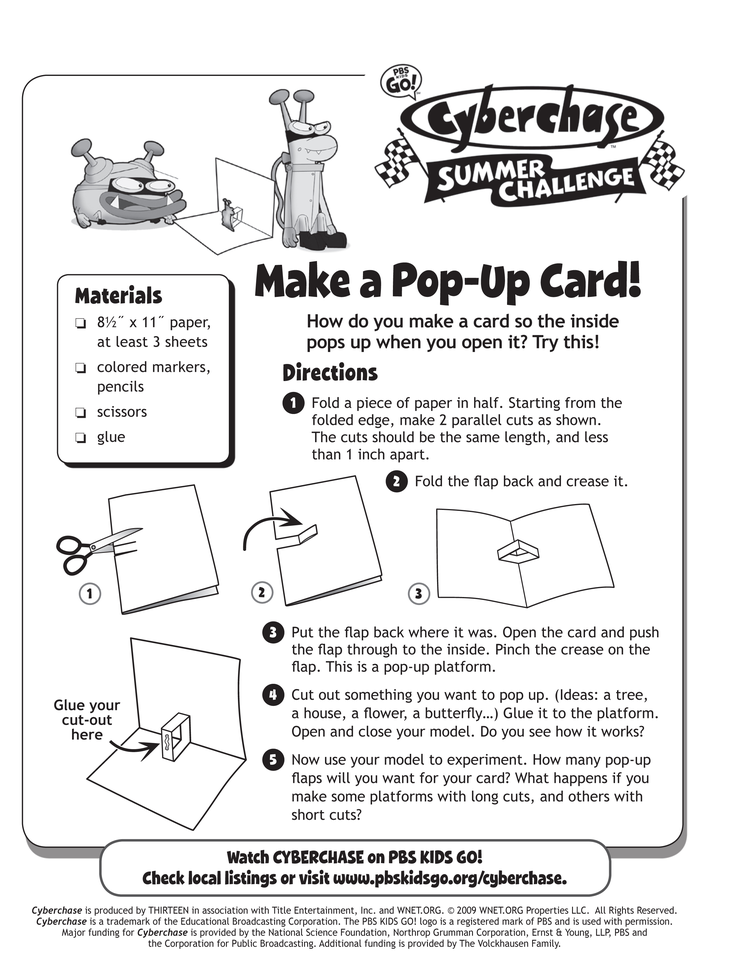 PBS
KIDS
GO!
Cyberchase
SUMMER
CHALLENGE
Make a Pop-Up Card!
How do you make a card so the inside
pops up when you open it? Try this!
Materials
8½˝ x 11˝ paper,
at least 3 sheets
colored markers,
pencils
scissors
glue
Directions
1 Fold a piece of paper in half. Starting from the
folded edge, make 2 parallel cuts as shown.
The cuts should be the same length, and less
than 1 inch apart.
2 Fold the flap back and crease it.
1
2
3
3 Put the flap back where it was. Open the card and push
the flap through to the inside. Pinch the crease on the
flap. This is a pop-up platform.
Glue your
cut-out
here
4 Cut out something you want to pop up. (Ideas: a tree,
a house, a flower, a butterfly…) Glue it to the platform.
Open and close your model. Do you see how it works?
5 Now use your model to experiment. How many pop-up
flaps will you want for your card? What happens if you
make some platforms with long cuts, and others with
short cuts?
Watch CYBERCHASE on PBS KIDS GO!
Check local listings or visit www.pbskidsgo.org/cyberchase.
Cyberchase is produced by THIRTEEN in association with Title Entertainment, Inc. and WNET.ORG. © 2009 WNET.ORG Properties LLC. All Rights Reserved.
Cyberchase is a trademark of the Educational Broadcasting Corporation. The PBS KIDS GO! logo is a registered mark of PBS and is used with permission.
Major funding for Cyberchase is provided by the National Science Foundation, Northrop Grumman Corporation, Ernst & Young, LLP, PBS and
the Corporation for Public Broadcasting. Additional funding is provided by The Volckhausen Family.